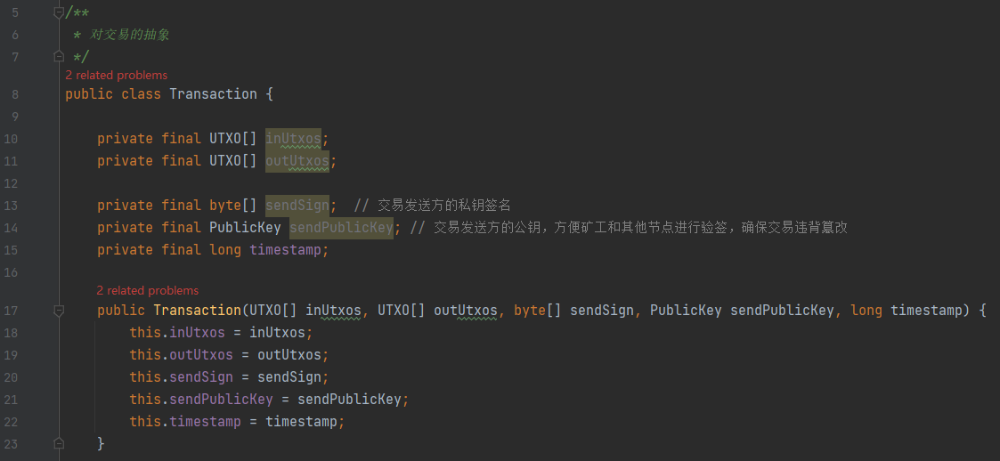 5 /**
6  * 对交易的抽象
7  */
2 related problems
8 public class Transaction {
9
10     private final UTXO[] inUtxos;
11     private final UTXO[] outUtxos;
12
13     private final byte[] sendSign;  // 交易发送方的私钥签名
14     private final PublicKey sendPublicKey; // 交易发送方的公钥，方便矿工和其他节点进行验签，确保交易违背篡改
15     private final long timestamp;
16
2 related problems
17     public Transaction(UTXO[] inUtxos, UTXO[] outUtxos, byte[] sendSign, PublicKey sendPublicKey, long timestamp) {
18         this.inUtxos = inUtxos;
19         this.outUtxos = outUtxos;
20         this.sendSign = sendSign;
21         this.sendPublicKey = sendPublicKey;
22         this.timestamp = timestamp;
23     }